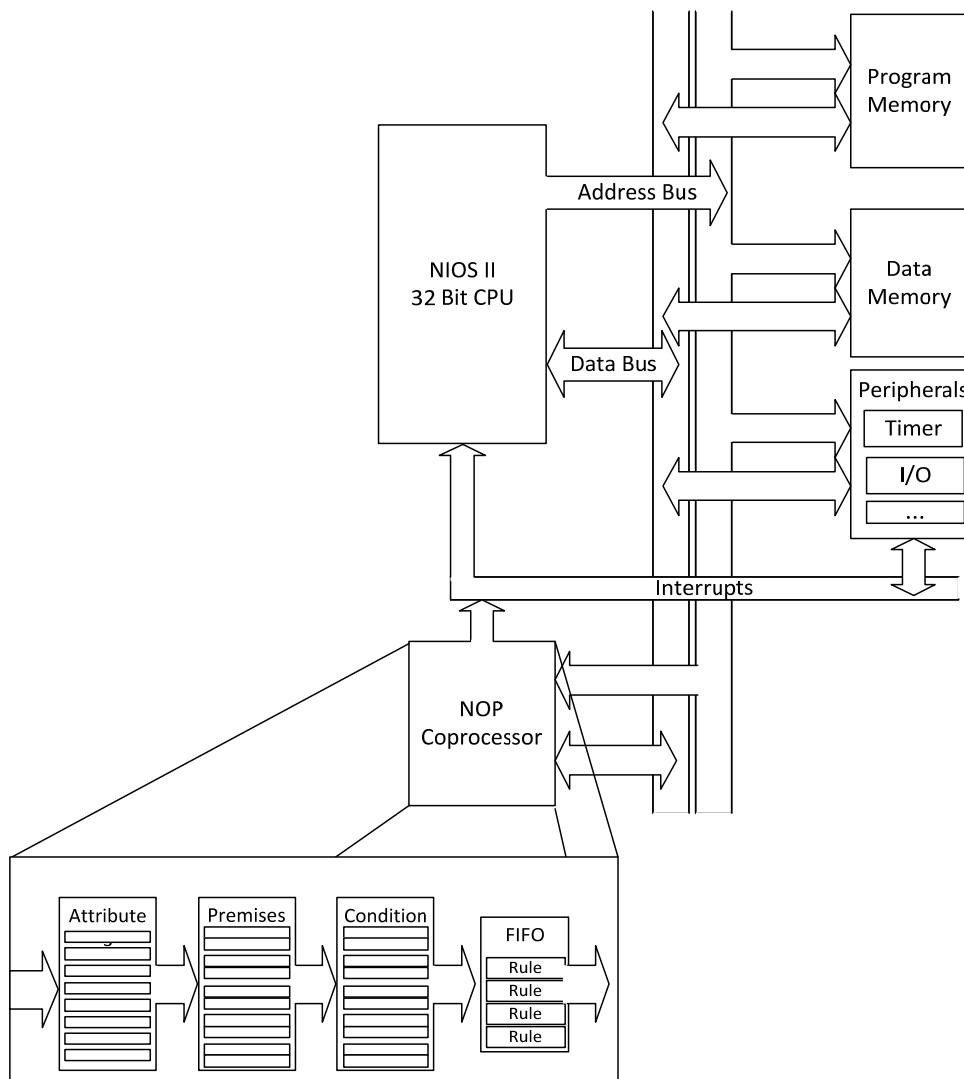 Program
Memory
Address Bus
NIOS II
32 Bit CPU
Data
Memory
Data Bus
Peripherals
Timer
I/O
...
Interrupts
NOP
Coprocessor
Attribute
Premises
Condition
FIFO
Rule
Rule
Rule
Rule